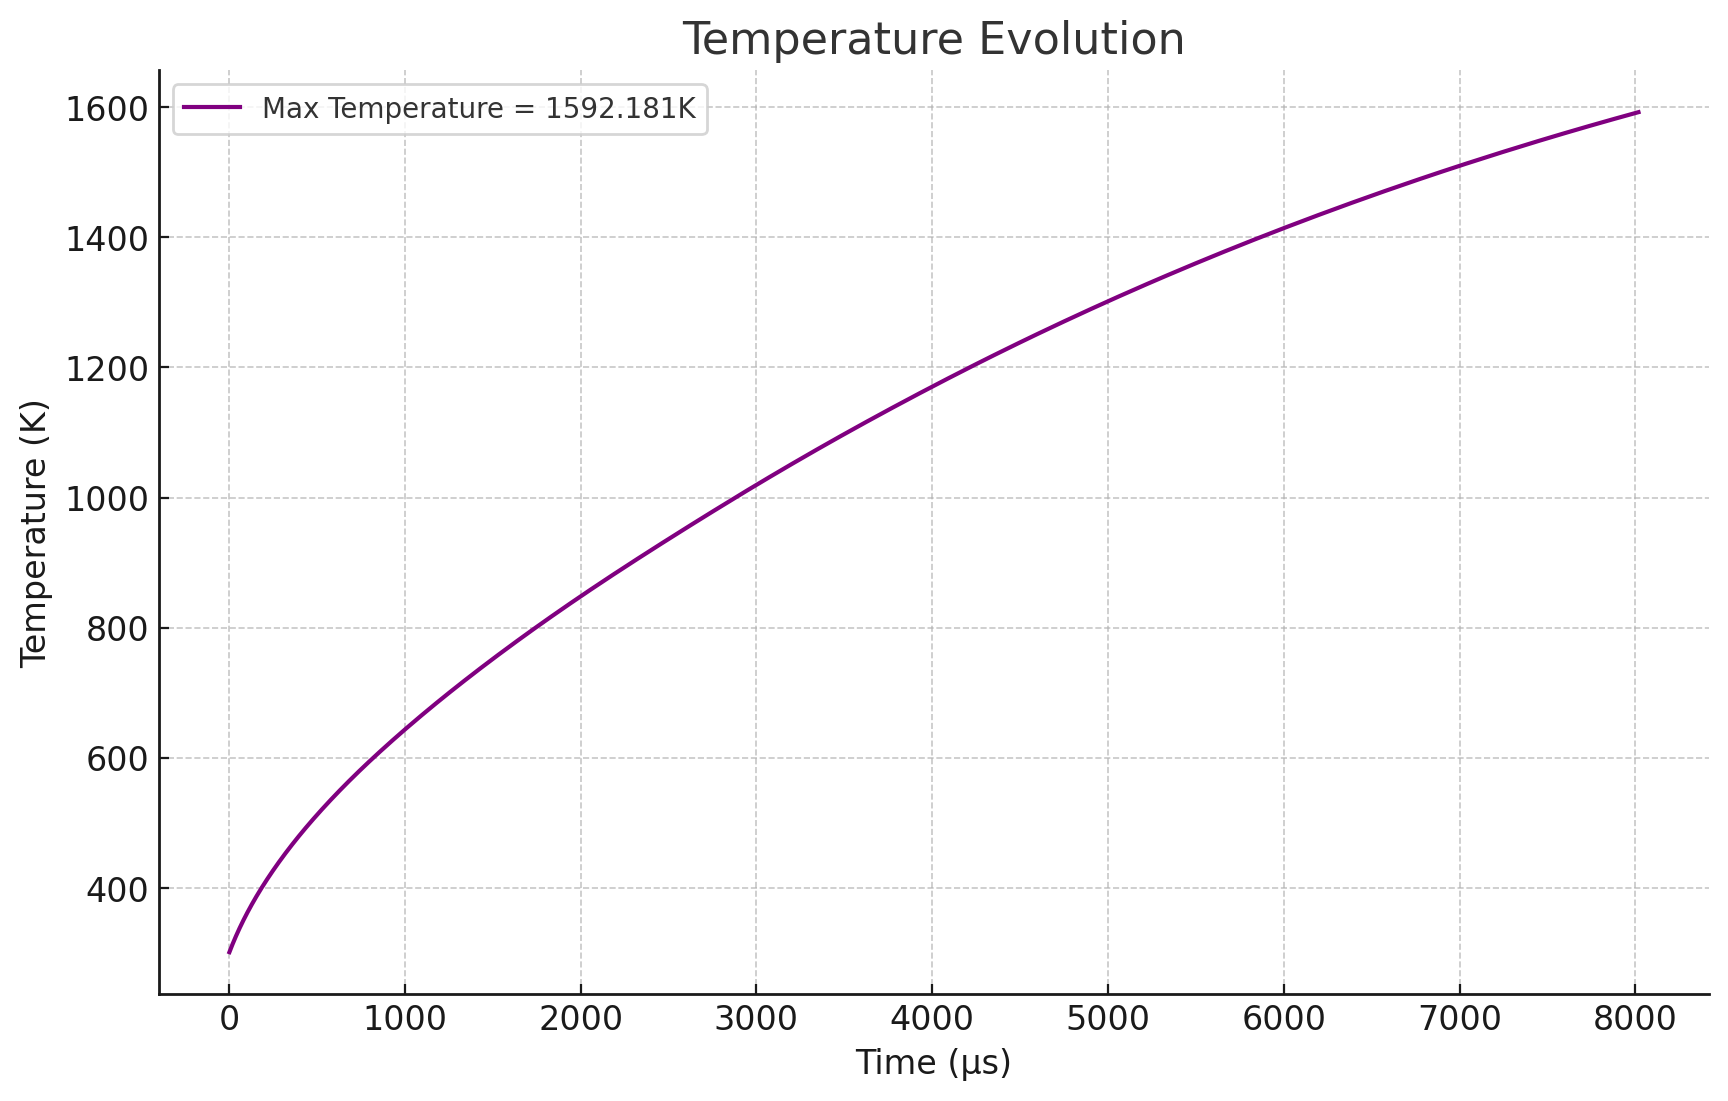 Temperature Evolution
Max Temperature = 1592.181K
1600
1400
1200
1000
800
600
400
Temperature (K)
0 1000 2000 3000 4000 5000 6000 7000 8000
Time (µs)